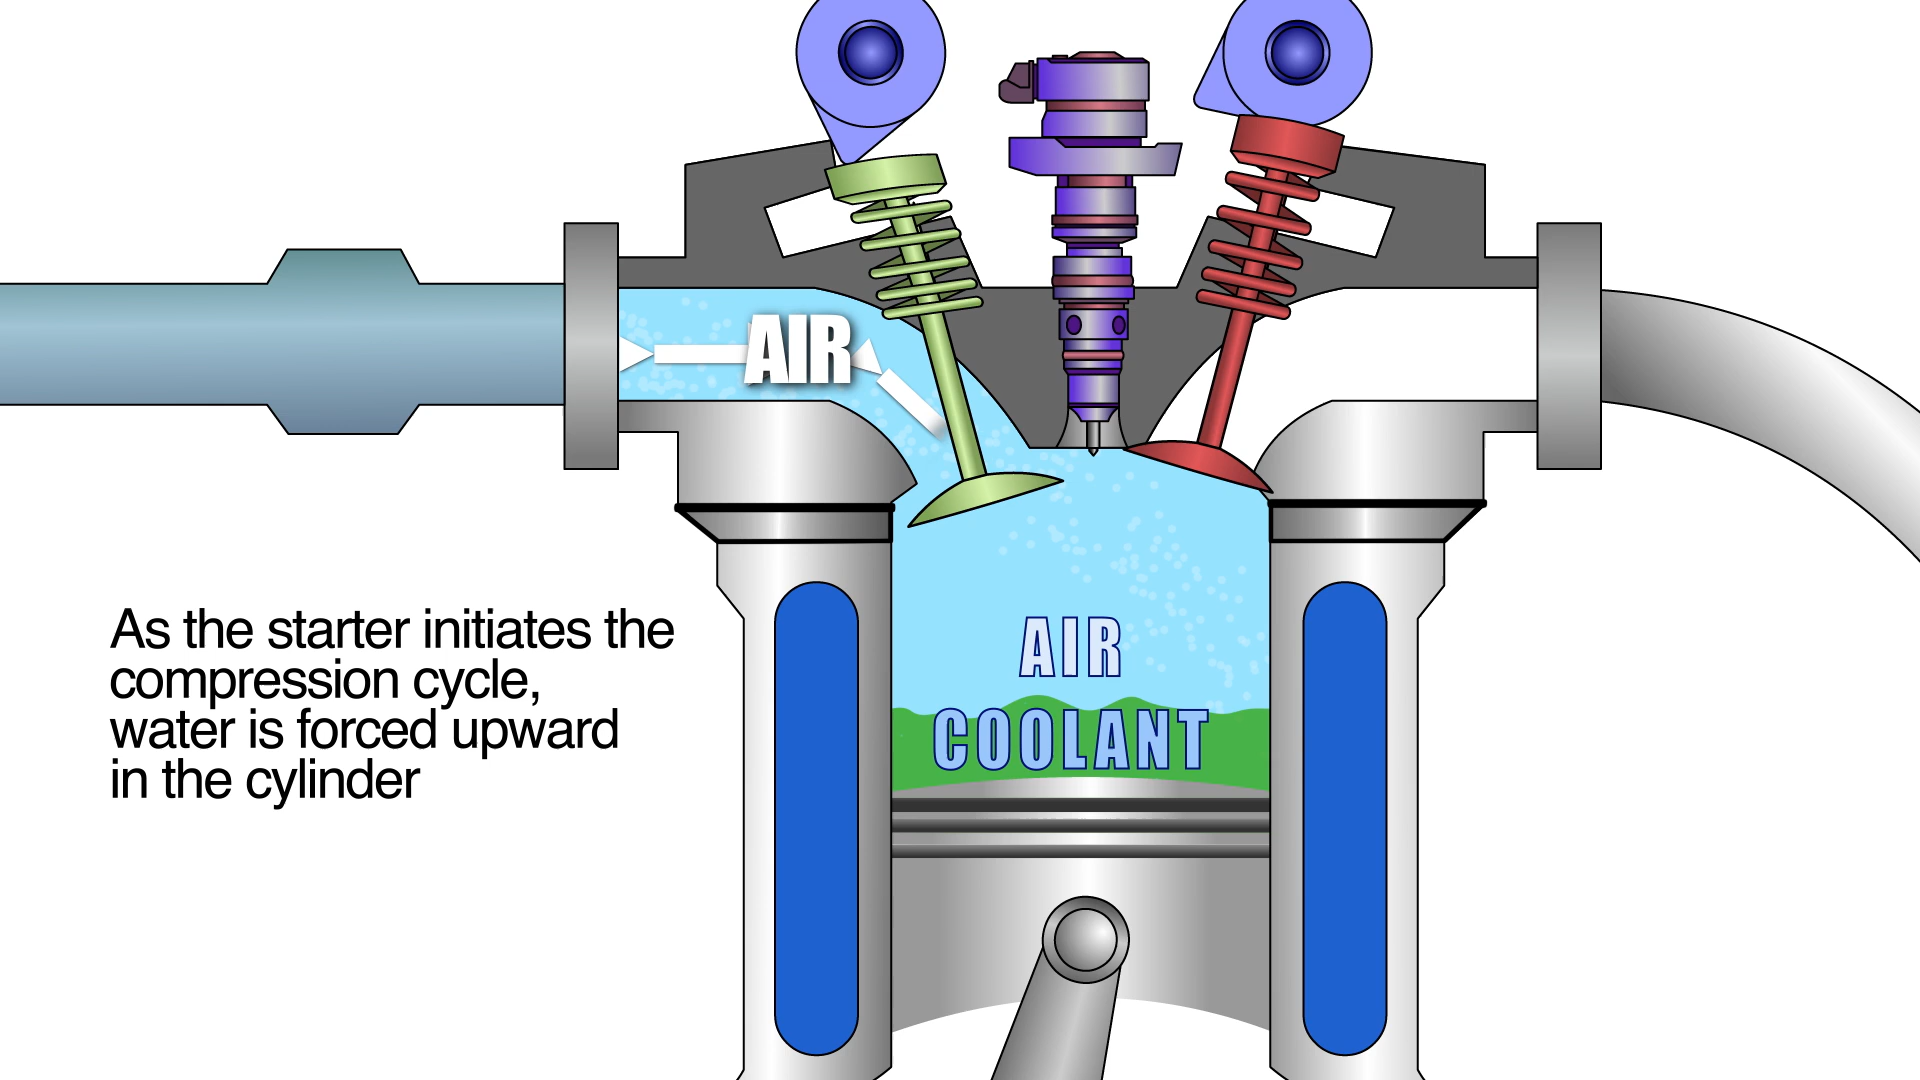 AIR
As the starter initiates the
compression cycle,
water is forced upward
in the cylinder
AIR
COOLANT